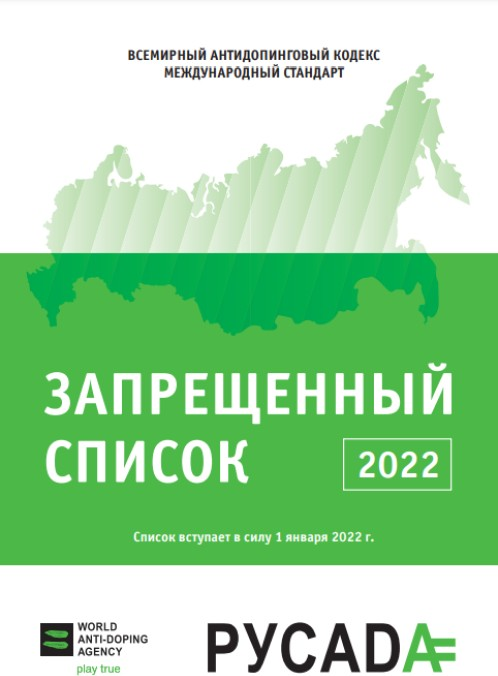 ВСЕМИРНЫЙ АНТИДОПИНГОВЫЙ КОДЕКС
МЕЖДУНАРОДНЫЙ СТАНДАРТ
ЗАПРЕЩЕННЫЙ
СПИСОК
2022
Список вступает в силу 1 января 2022 г.
WORLD
ANTI-DOPING
AGENCY
play true
РУСАДА